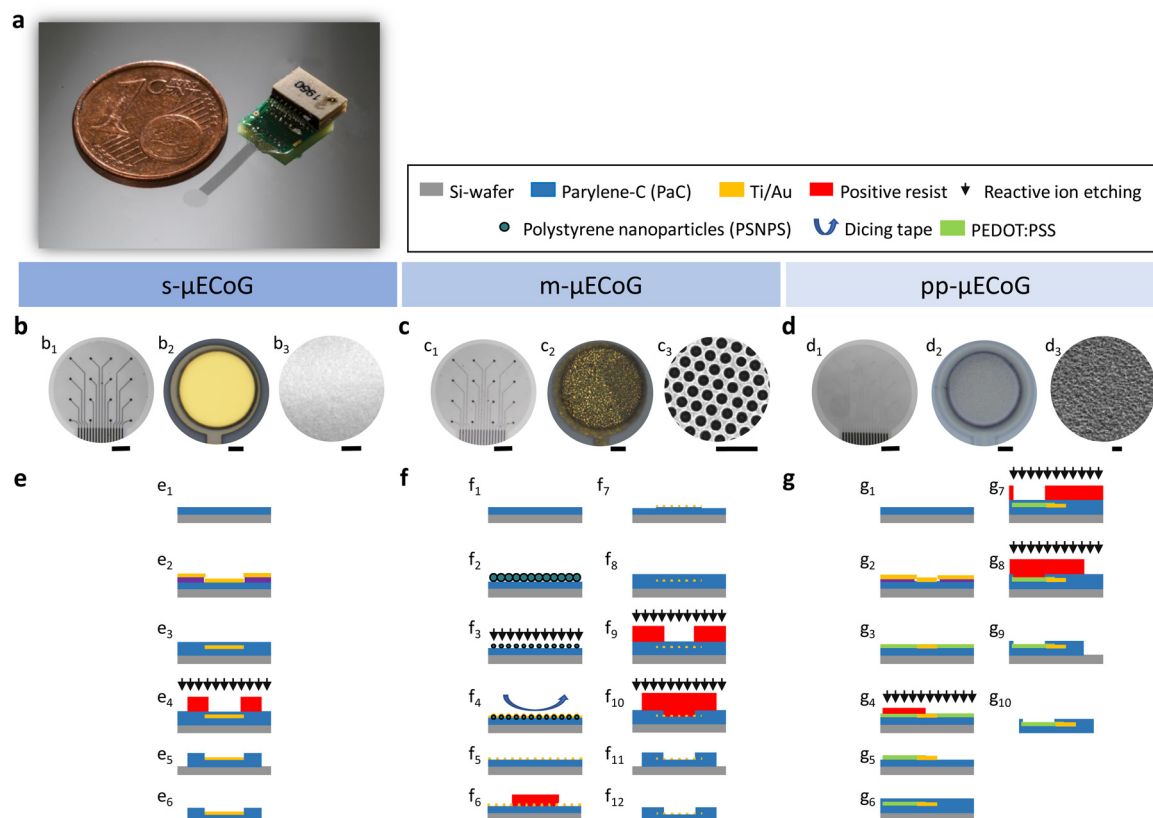 a
1 CENT
1950
Si-wafer Parylene-C (PaC) Ti/Au Positive resist Reactive ion etching
Polystyrene nanoparticles (PSNPS) Dicing tape PEDOT:PSS
s-μECoG m-μECoG pp-μECoG
b b1 b2 b3 c c1 c2 c3 d d1 d2 d3
e e1 f f1 f7 g g1 g7
e2 f2 f8 g2 g8
e3 f3 f9 g3 g9
e4 f4 f10 g4 g10
e5 f5 f11 g5
e6 f6 f12 g6